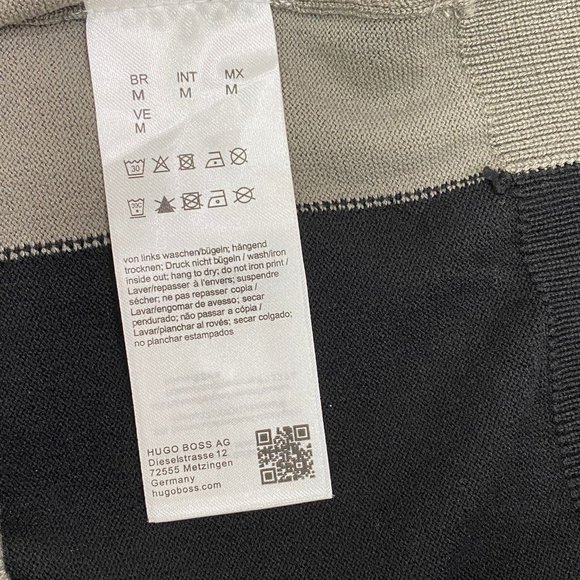 BR INT MX
M M M
VE
M
30
30C
von links waschen/bügeln; hängend
trocknen; Druck nicht bügeln / wash/iron
inside out; hang to dry; do not iron print /
Laver/repasser à l'envers; suspendre /
sécher; ne pas repasser copia /
Lavar/engomar de avesso; secar
pendurado; não passar a cópia /
Lavar/planchar al rovés; secar colgado;
no planchar estampados
HUGO BOSS AG
Dieselstrasse 12
72555 Metzingen
Germany
hugoboss.com